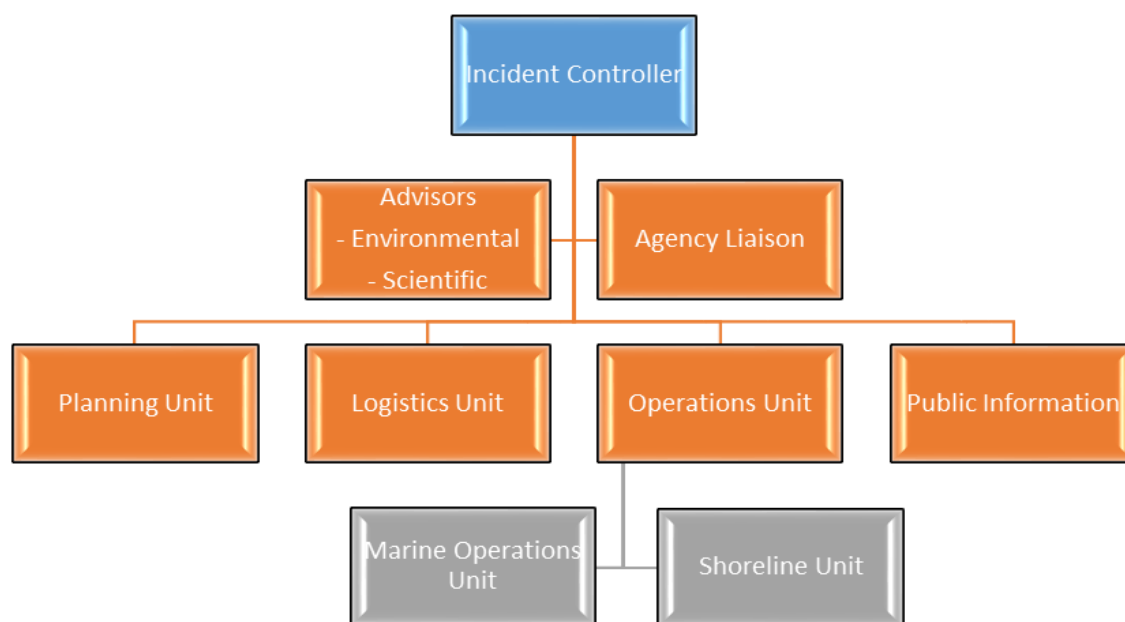 Incident Controller
Advisors
- Environmental
- Scientific
Agency Liaison
Planning Unit
Logistics Unit
Operations Unit
Public Information
Marine Operations
Unit
Shoreline Unit